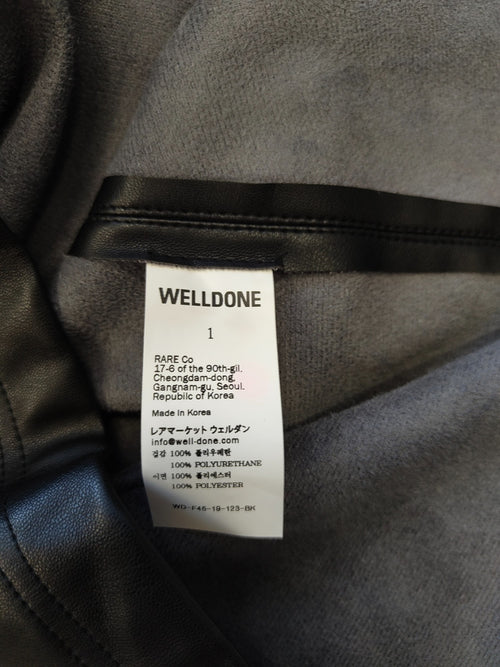 WELLDONE
1
RARE Co
17-6 of the 90th-gil.
Cheongdam-dong,
Gangnam-gu, Seoul.
Republic of Korea
Made in Korea
レアマーケット ウェルダン
info@well-done.com
겉감 100% 폴리우레탄
100% POLYURETHANE
이면 100% 폴리에스터
100% POLYESTER
WD-F45-19-123-BK